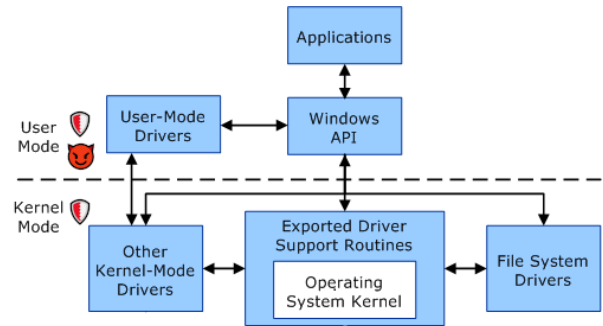 Applications
User-Mode
Drivers
Windows
API
User
Mode
Kernel
Mode
Other
Kernel-Mode
Drivers
Exported Driver
Support Routines
Operating
System Kernel
File System
Drivers